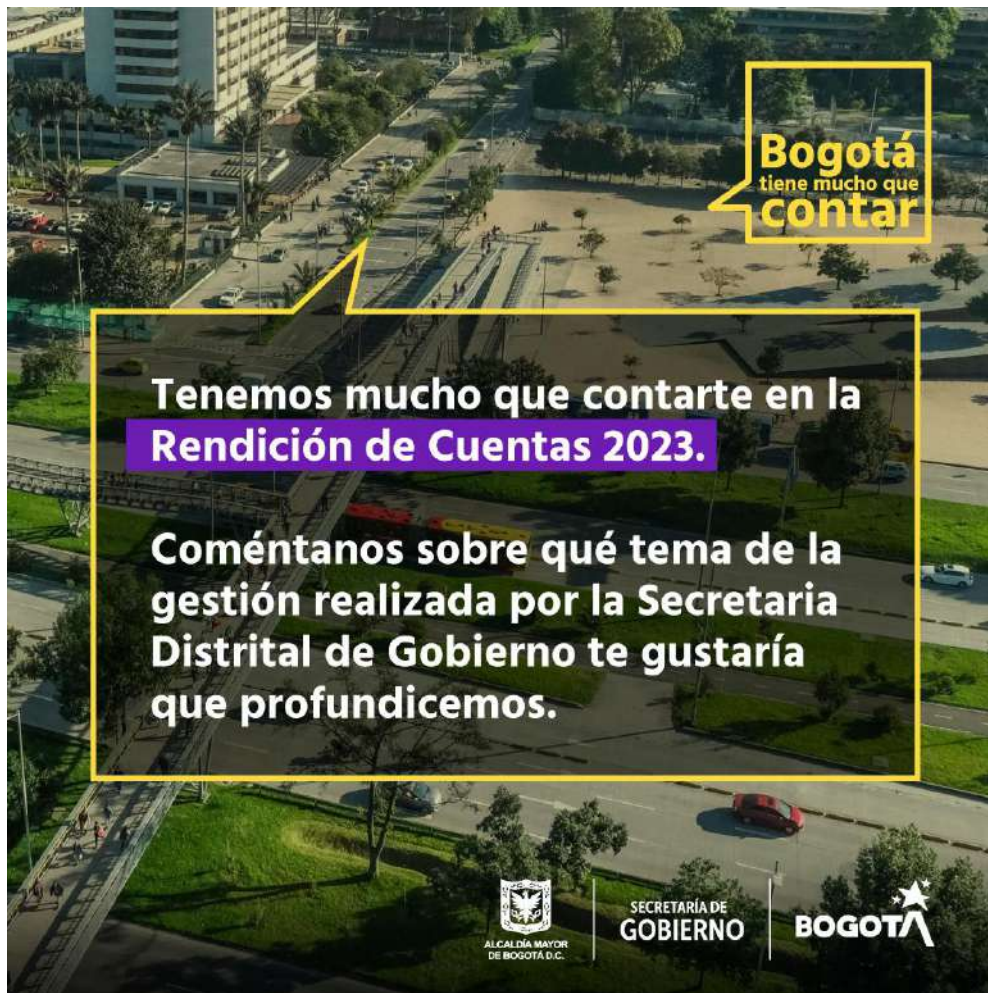 Bogotá
tiene mucho que
contar
Tenemos mucho que contarte en la
Rendición de Cuentas 2023.
Coméntanos sobre qué tema de la
gestión realizada por la Secretaria
Distrital de Gobierno te gustaría
que profundicemos.
ALCALDÍA MAYOR
DE BOGOTÁ D.C.
SECRETARÍA DE
GOBIERNO
BOGOTÁ